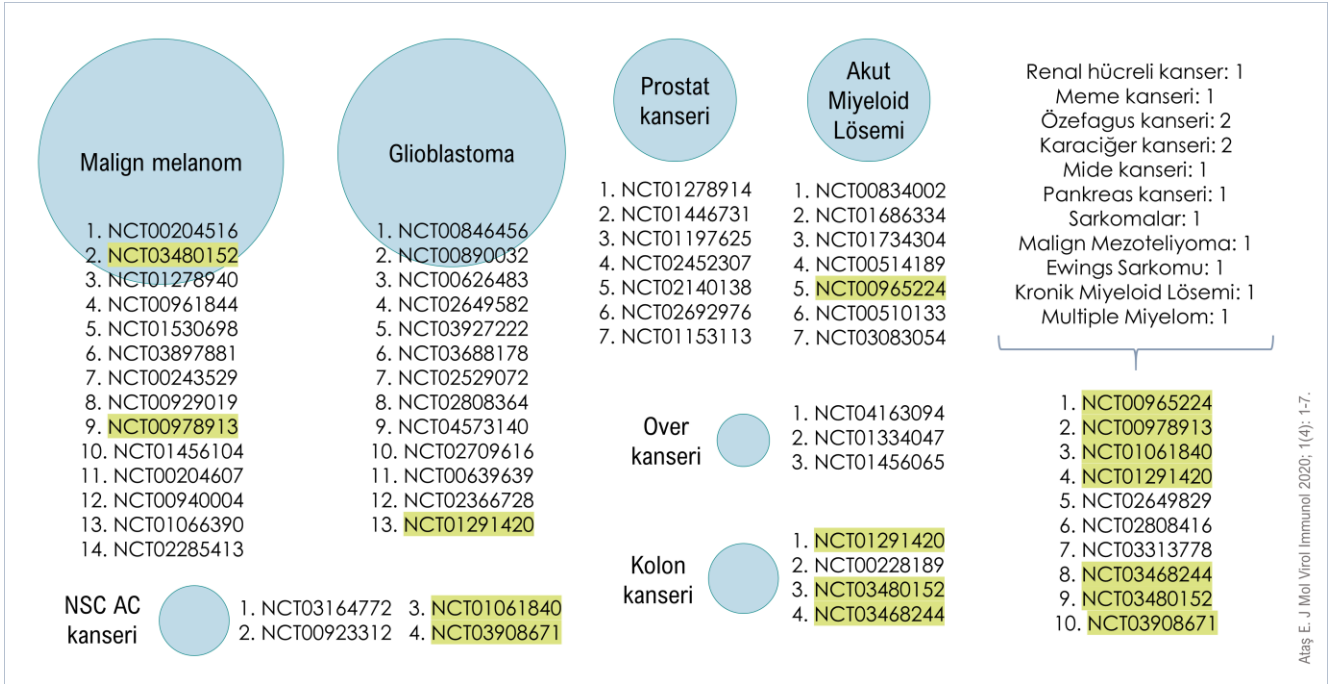 Malign melanom
1. NCT00204516
2. NCT03480152
3. NCT01278940
4. NCT00961844
5. NCT01530698
6. NCT03897881
7. NCT00243529
8. NCT00929019
9. NCT00978913
10. NCT01456104
11. NCT00204607
12. NCT00940004
13. NCT01066390
14. NCT02285413
Glioblastoma
1. NCT00846456
2. NCT00890032
3. NCT00626483
4. NCT02649582
5. NCT03927222
6. NCT03688178
7. NCT02529072
8. NCT02808364
9. NCT04573140
10. NCT02709616
11. NCT00639639
12. NCT02366728
13. NCT01291420
Prostat
kanseri
1. NCT01278914
2. NCT01446731
3. NCT01197625
4. NCT02452307
5. NCT02140138
6. NCT02692976
7. NCT01153113
Akut
Miyeloid
Lösemi
1. NCT00834002
2. NCT01686334
3. NCT01734304
4. NCT00514189
5. NCT00965224
6. NCT00510133
7. NCT03083054
Over
kanseri
1. NCT04163094
2. NCT01334047
3. NCT01456065
Kolon
kanseri
1. NCT01291420
2. NCT00228189
3. NCT03480152
4. NCT03468244
NSC AC
kanseri
1. NCT03164772 3. NCT01061840
2. NCT00923312 4. NCT03908671
Renal hücreli kanser: 1
Meme kanseri: 1
Özefagus kanseri: 2
Karaciğer kanseri: 2
Mide kanseri: 1
Pankreas kanseri: 1
Sarkomalar: 1
Malign Mezoteliyoma: 1
Ewings Sarkomu: 1
Kronik Miyeloid Lösemi: 1
Multiple Miyelom: 1
1. NCT00965224
2. NCT00978913
3. NCT01061840
4. NCT01291420
5. NCT02649829
6. NCT02808416
7. NCT03313778
8. NCT03468244
9. NCT03480152
10. NCT03908671
Ataş E. J Mol Virol Immunol 2020; 1(4): 1-7.